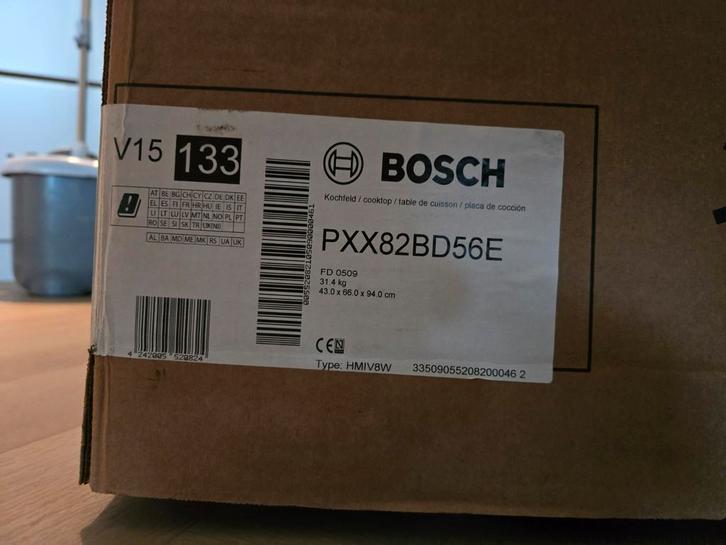 V15 133
AT BE BG CH CY CZ DE DK EE
EL ES FI FR HR HU IE IS IT
LI LT LU LV MT NL NO PL PT
RO SE SI SK TR UK(NI)
AL BA MD ME MK RS UA UK
4 242005 520824
BOSCH
Kochfeld / cooktop / table de cuisson / placa de cocción
PXX82BD56E
FD 0509
31.4 kg
43.0 x 66.0 x 94.0 cm
CE
Type: HMIV8W 33509055208200046 2